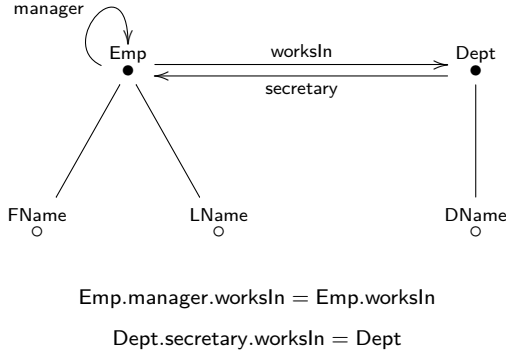 manager
Emp
worksIn
Dept
secretary
FName
LName
DName
Emp.manager.worksIn = Emp.worksIn
Dept.secretary.worksIn = Dept